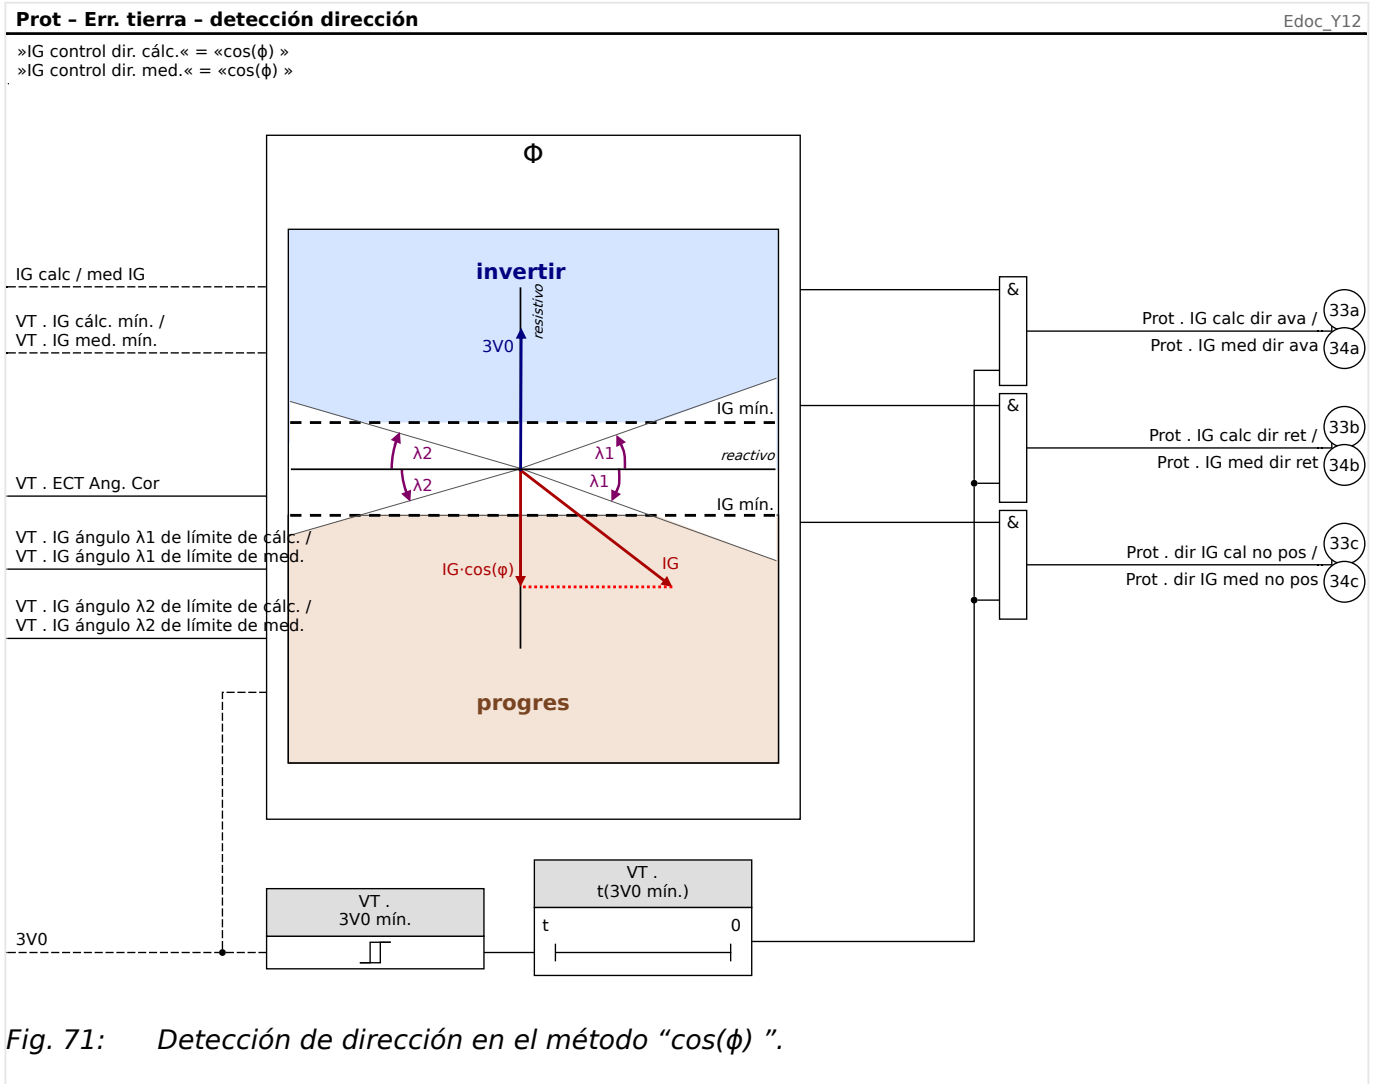 Prot – Err. tierra – detección dirección
Edoc_Y12
»IG control dir. cálc.« = «cos(ϕ) »
»IG control dir. med.« = «cos(ϕ) »
Φ
invertir
resistivo
3V0
IG mín.
λ2
λ1
reactivo
λ2
λ1
IG mín.
IG·cos(φ)
IG
progres
IG calc / med IG
VT . IG cálc. mín. /
VT . IG med. mín.
VT . ECT Ang. Cor
VT . IG ángulo λ1 de límite de cálc. /
VT . IG ángulo λ1 de límite de med.
VT . IG ángulo λ2 de límite de cálc. /
VT . IG ángulo λ2 de límite de med.
3V0
VT .
3V0 mín.
VT .
t(3V0 mín.)
t
0
&
Prot . IG calc dir ava /
33a
Prot . IG med dir ava
34a
&
Prot . IG calc dir ret /
33b
Prot . IG med dir ret
34b
&
Prot . dir IG cal no pos /
33c
Prot . dir IG med no pos
34c
Fig. 71: Detección de dirección en el método “cos(ϕ) ”.